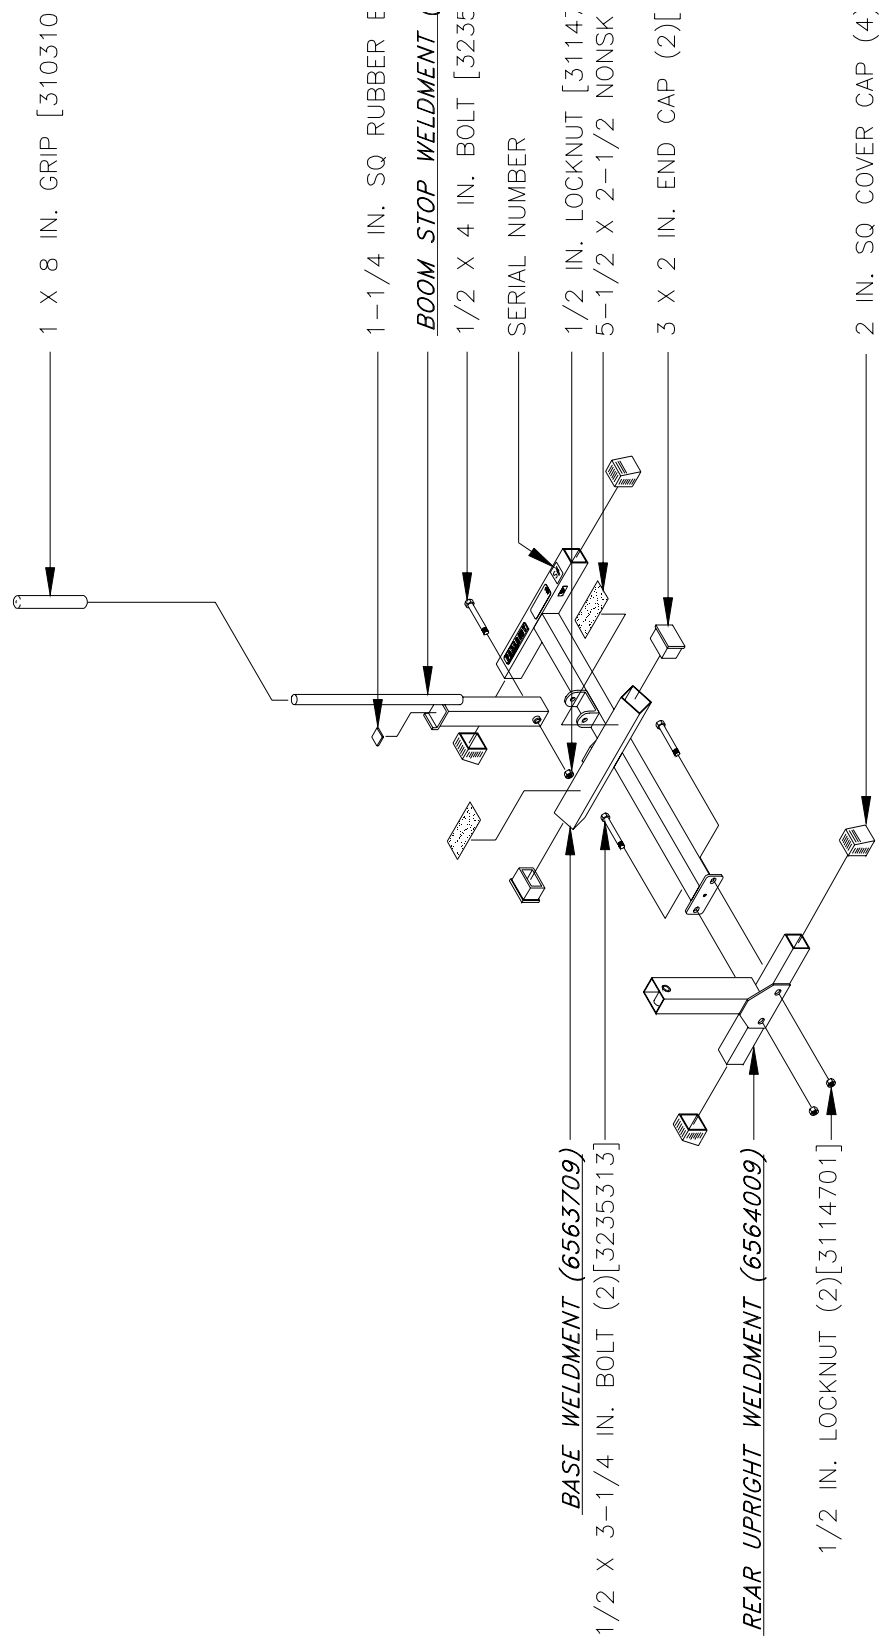 1 X 8 IN. GRIP [310310
1-1/4 IN. SQ RUBBER
BOOM STOP WELDMENT (
1/2 X 4 IN. BOLT [323
SERIAL NUMBER
1/2 IN. LOCKNUT [3114
5-1/2 X 2-1/2 NONSK
3 X 2 IN. END CAP (2)[
2 IN. SQ COVER CAP (4)
BASE WELDMENT (6563709)
1/2 X 3-1/4 IN. BOLT (2)[3235313]
REAR UPRIGHT WELDMENT (6564009)
1/2 IN. LOCKNUT (2)[3114701]